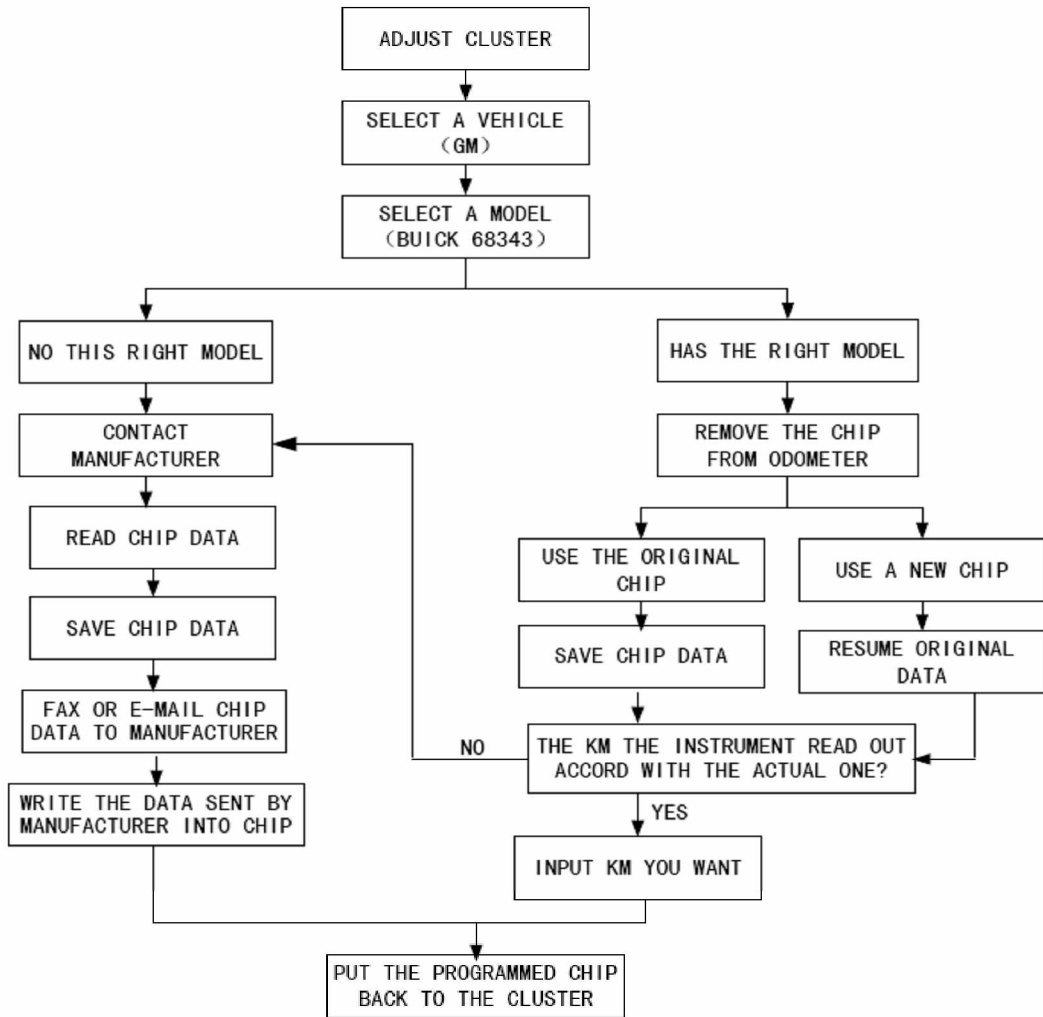 ADJUST CLUSTER
SELECT A VEHICLE
(GM)
SELECT A MODEL
(BUICK 68343)
NO THIS RIGHT MODEL
HAS THE RIGHT MODEL
CONTACT
MANUFACTURER
REMOVE THE CHIP
FROM ODOMETER
READ CHIP DATA
USE THE ORIGINAL
CHIP
USE A NEW CHIP
SAVE CHIP DATA
SAVE CHIP DATA
RESUME ORIGINAL
DATA
FAX OR E-MAIL CHIP
DATA TO MANUFACTURER
NO
THE KM THE INSTRUMENT READ OUT
ACCORD WITH THE ACTUAL ONE?
WRITE THE DATA SENT BY
MANUFACTURER INTO CHIP
YES
INPUT KM YOU WANT
PUT THE PROGRAMMED CHIP
BACK TO THE CLUSTER